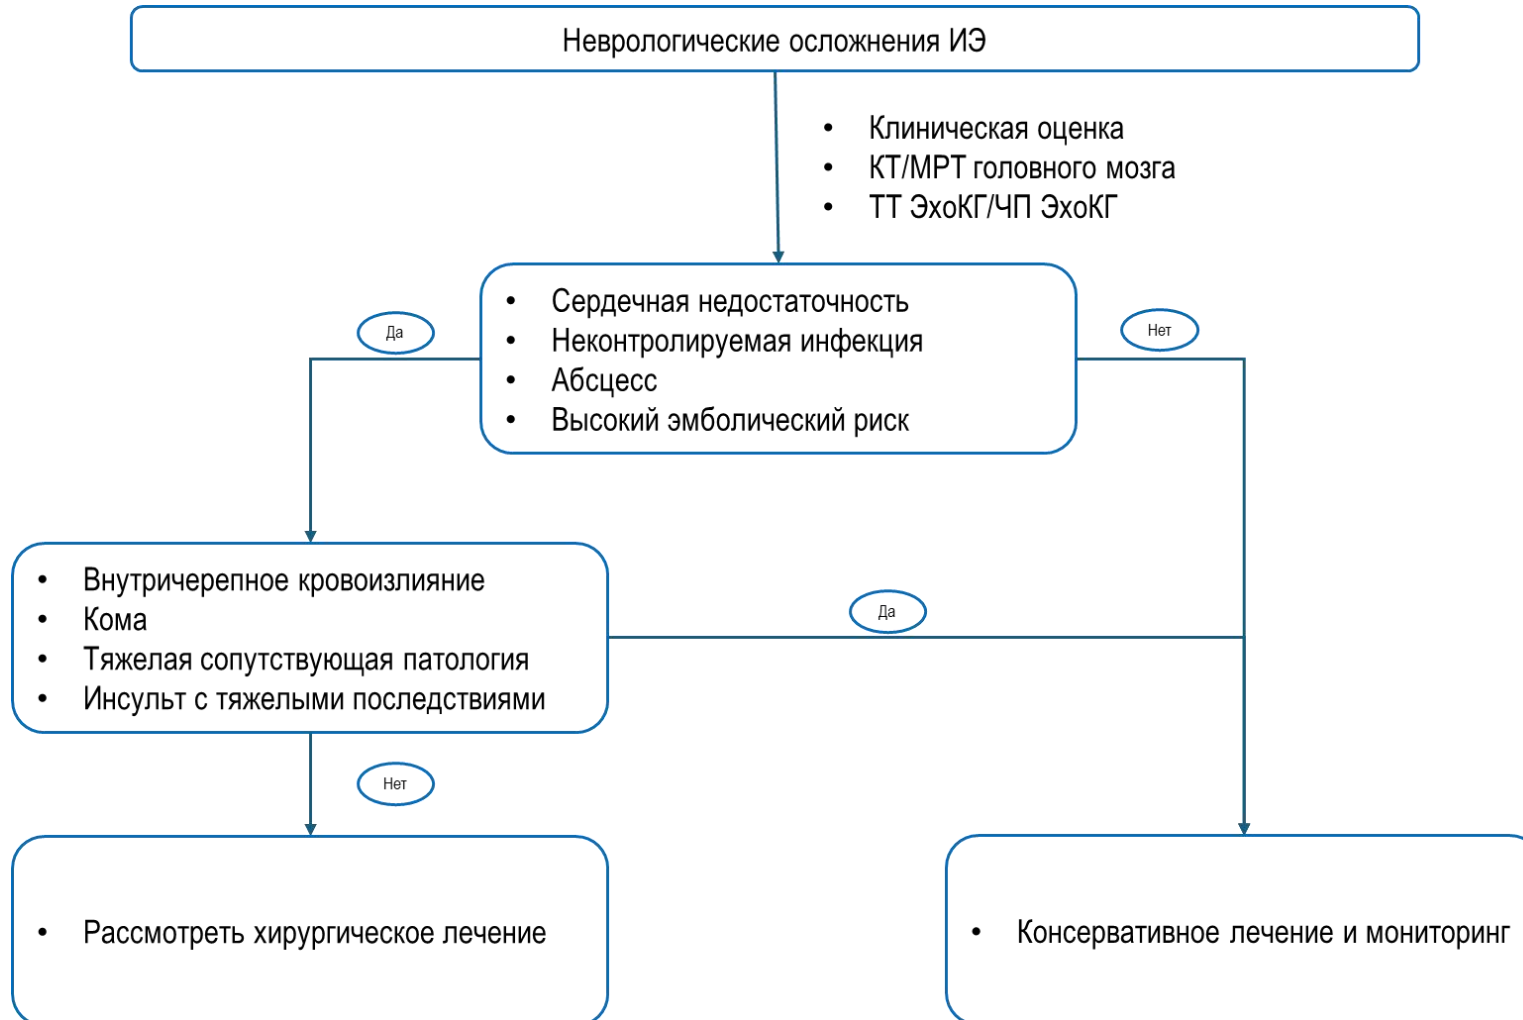 Неврологические осложнения ИЭ
• Клиническая оценка
• КТ/МРТ головного мозга
• ТТ ЭхоКГ/ЧП ЭхоКГ
• Сердечная недостаточность
• Неконтролируемая инфекция
• Абсцесс
• Высокий эмболический риск
Да
Нет
• Внутричерепное кровоизлияние
• Кома
• Тяжелая сопутствующая патология
• Инсульт с тяжелыми последствиями
Да
Нет
• Рассмотреть хирургическое лечение
• Консервативное лечение и мониторинг